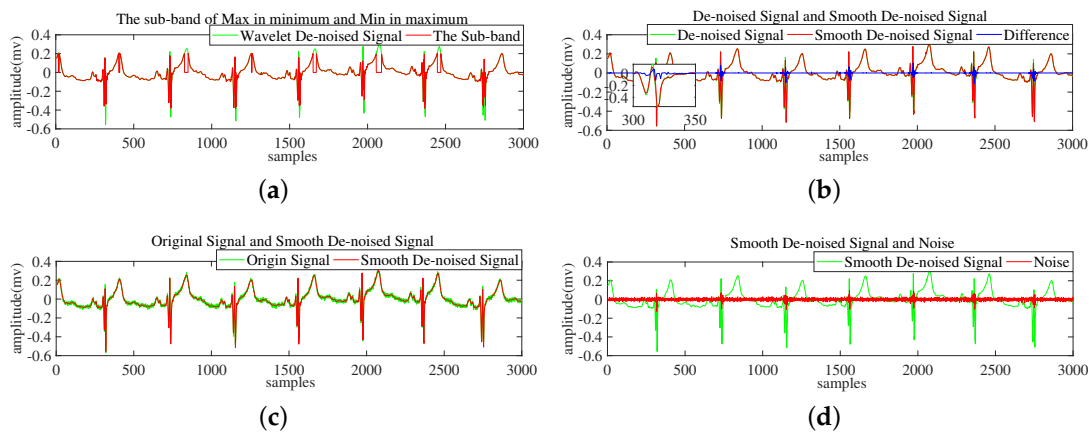 The sub-band of Max in minimum and Min in maximum
Wavelet De-noised Signal The Sub-band
amplitude(mv)
0.4
0.2
0
-0.2
-0.4
-0.6
0 500 1000 1500 2000 2500 3000
samples
(a)
De-noised Signal and Smooth De-noised Signal
De-noised Signal Smooth De-noised Signal Difference
amplitude(mv)
0.4
0.2
0
-0.2
-0.4
-0.6
0
-0.2
-0.4
300 350
0 500 1000 1500 2000 2500 3000
samples
(b)
Original Signal and Smooth De-noised Signal
Origin Signal Smooth De-noised Signal
amplitude(mv)
0.4
0.2
0
-0.2
-0.4
-0.6
0 500 1000 1500 2000 2500 3000
samples
(c)
Smooth De-noised Signal and Noise
Smooth De-noised Signal Noise
amplitude(mv)
0.4
0.2
0
-0.2
-0.4
-0.6
0 500 1000 1500 2000 2500 3000
samples
(d)